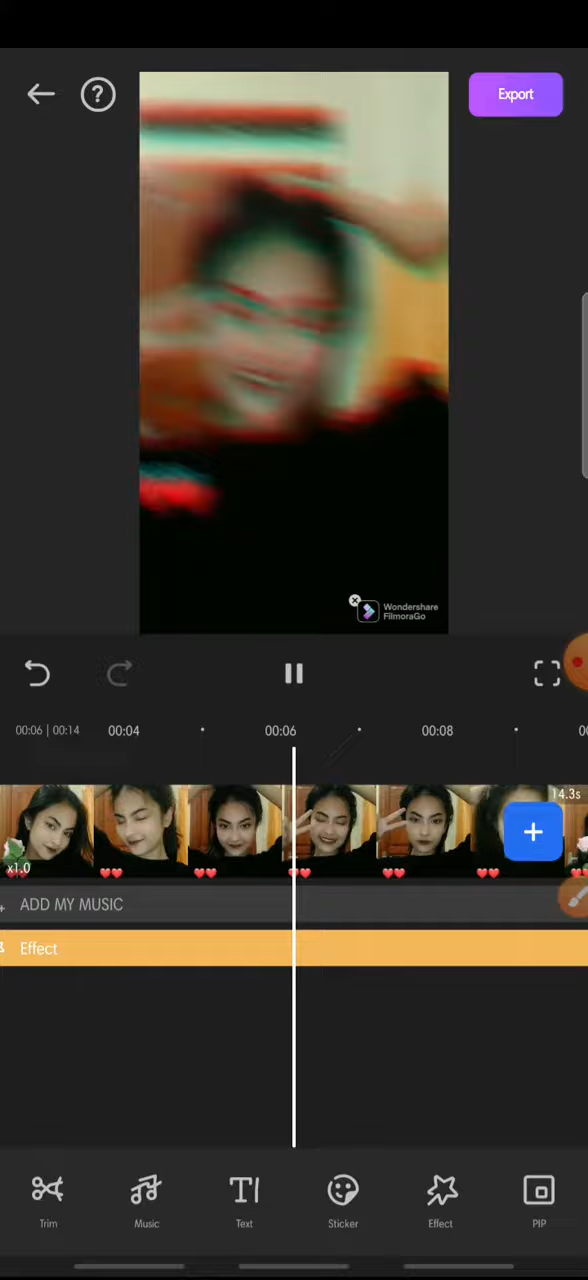 ?
Export
Wondershare
FilmoraGo
00:06 | 00:14
00:04
00:06
00:08
14.3s
x1.0
ADD MY MUSIC
Effect
Trim
Music
Text
Sticker
Effect
PIP